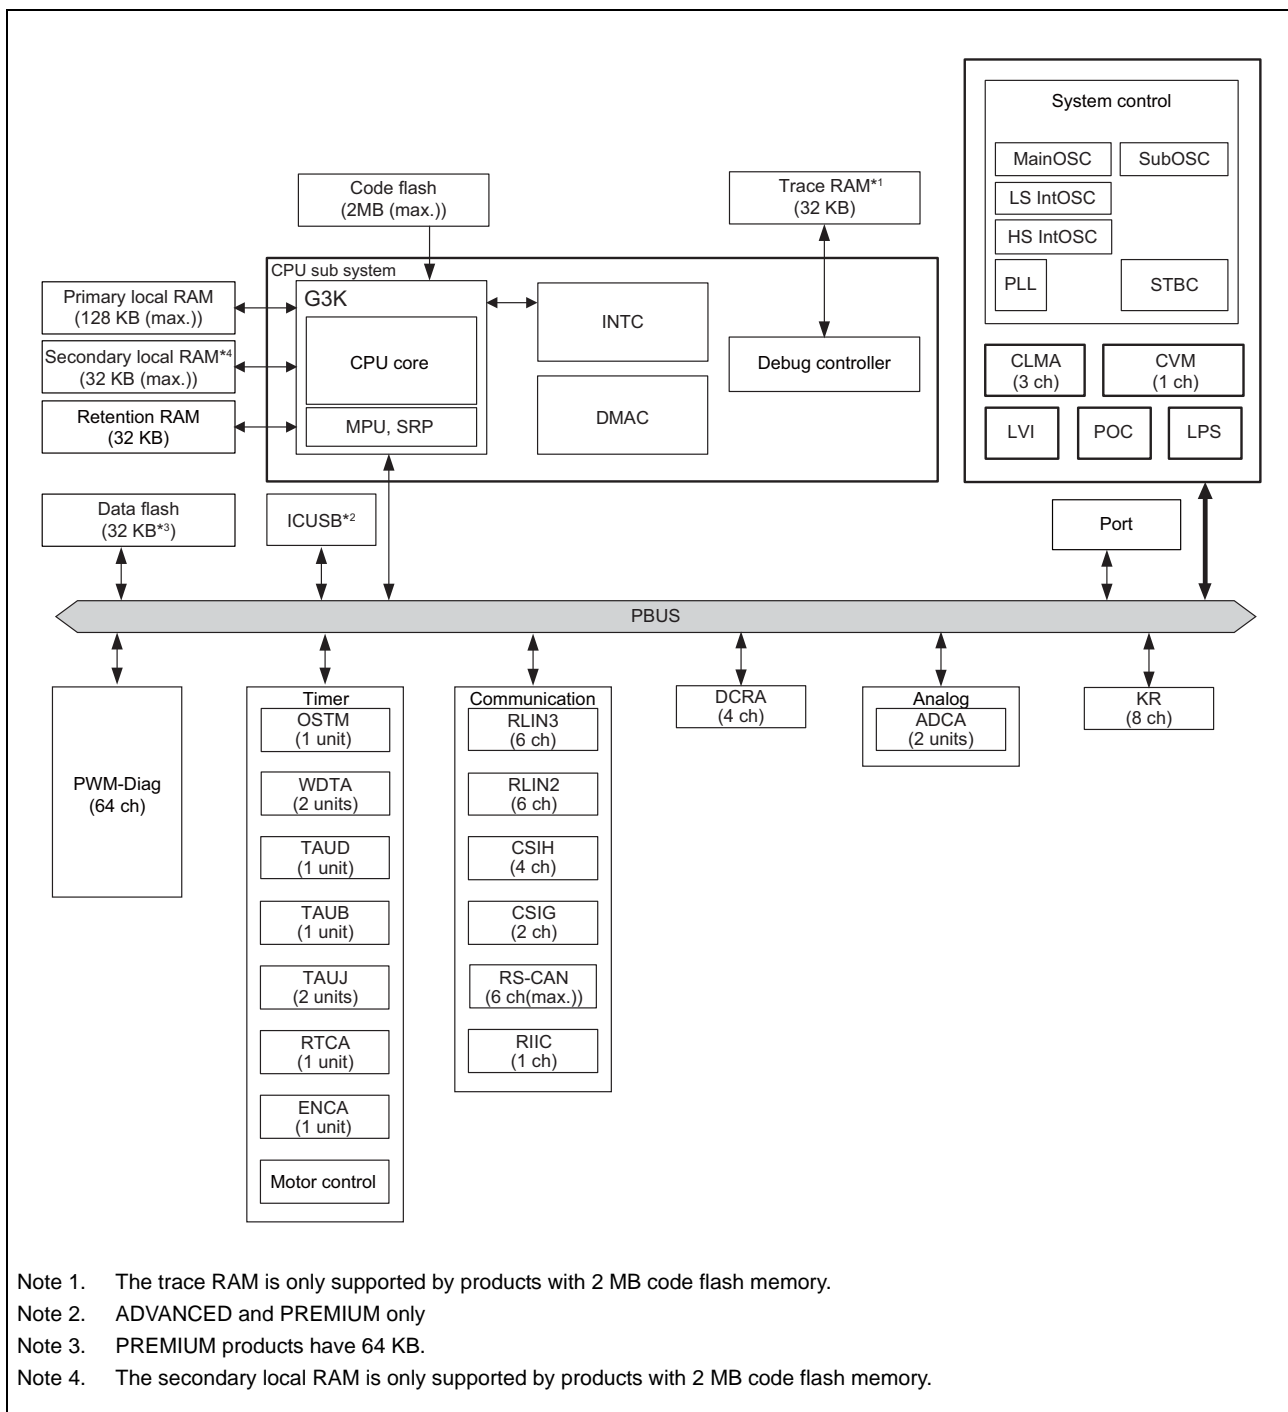 System control
MainOSC
SubOSC
LS IntOSC
HS IntOSC
PLL
STBC
CLMA
(3 ch)
CVM
(1 ch)
LVI
POC
LPS
Code flash
(2MB (max.))
Trace RAM*1
(32 KB)
CPU sub system
Primary local RAM
(128 KB (max.))
Secondary local RAM*4
(32 KB (max.))
Retention RAM
(32 KB)
G3K
CPU core
MPU, SRP
INTC
DMAC
Debug controller
Data flash
(32 KB*3)
ICUSB*2
Port
PBUS
PWM-Diag
(64 ch)
Timer
OSTM
(1 unit)
WDTA
(2 units)
TAUD
(1 unit)
TAUB
(1 unit)
TAUJ
(2 units)
RTCA
(1 unit)
ENCA
(1 unit)
Motor control
Communication
RLIN3
(6 ch)
RLIN2
(6 ch)
CSIH
(4 ch)
CSIG
(2 ch)
RS-CAN
(6 ch(max.))
RIIC
(1 ch)
DCRA
(4 ch)
Analog
ADCA
(2 units)
KR
(8 ch)
Note 1. The trace RAM is only supported by products with 2 MB code flash memory.
Note 2. ADVANCED and PREMIUM only
Note 3. PREMIUM products have 64 KB.
Note 4. The secondary local RAM is only supported by products with 2 MB code flash memory.